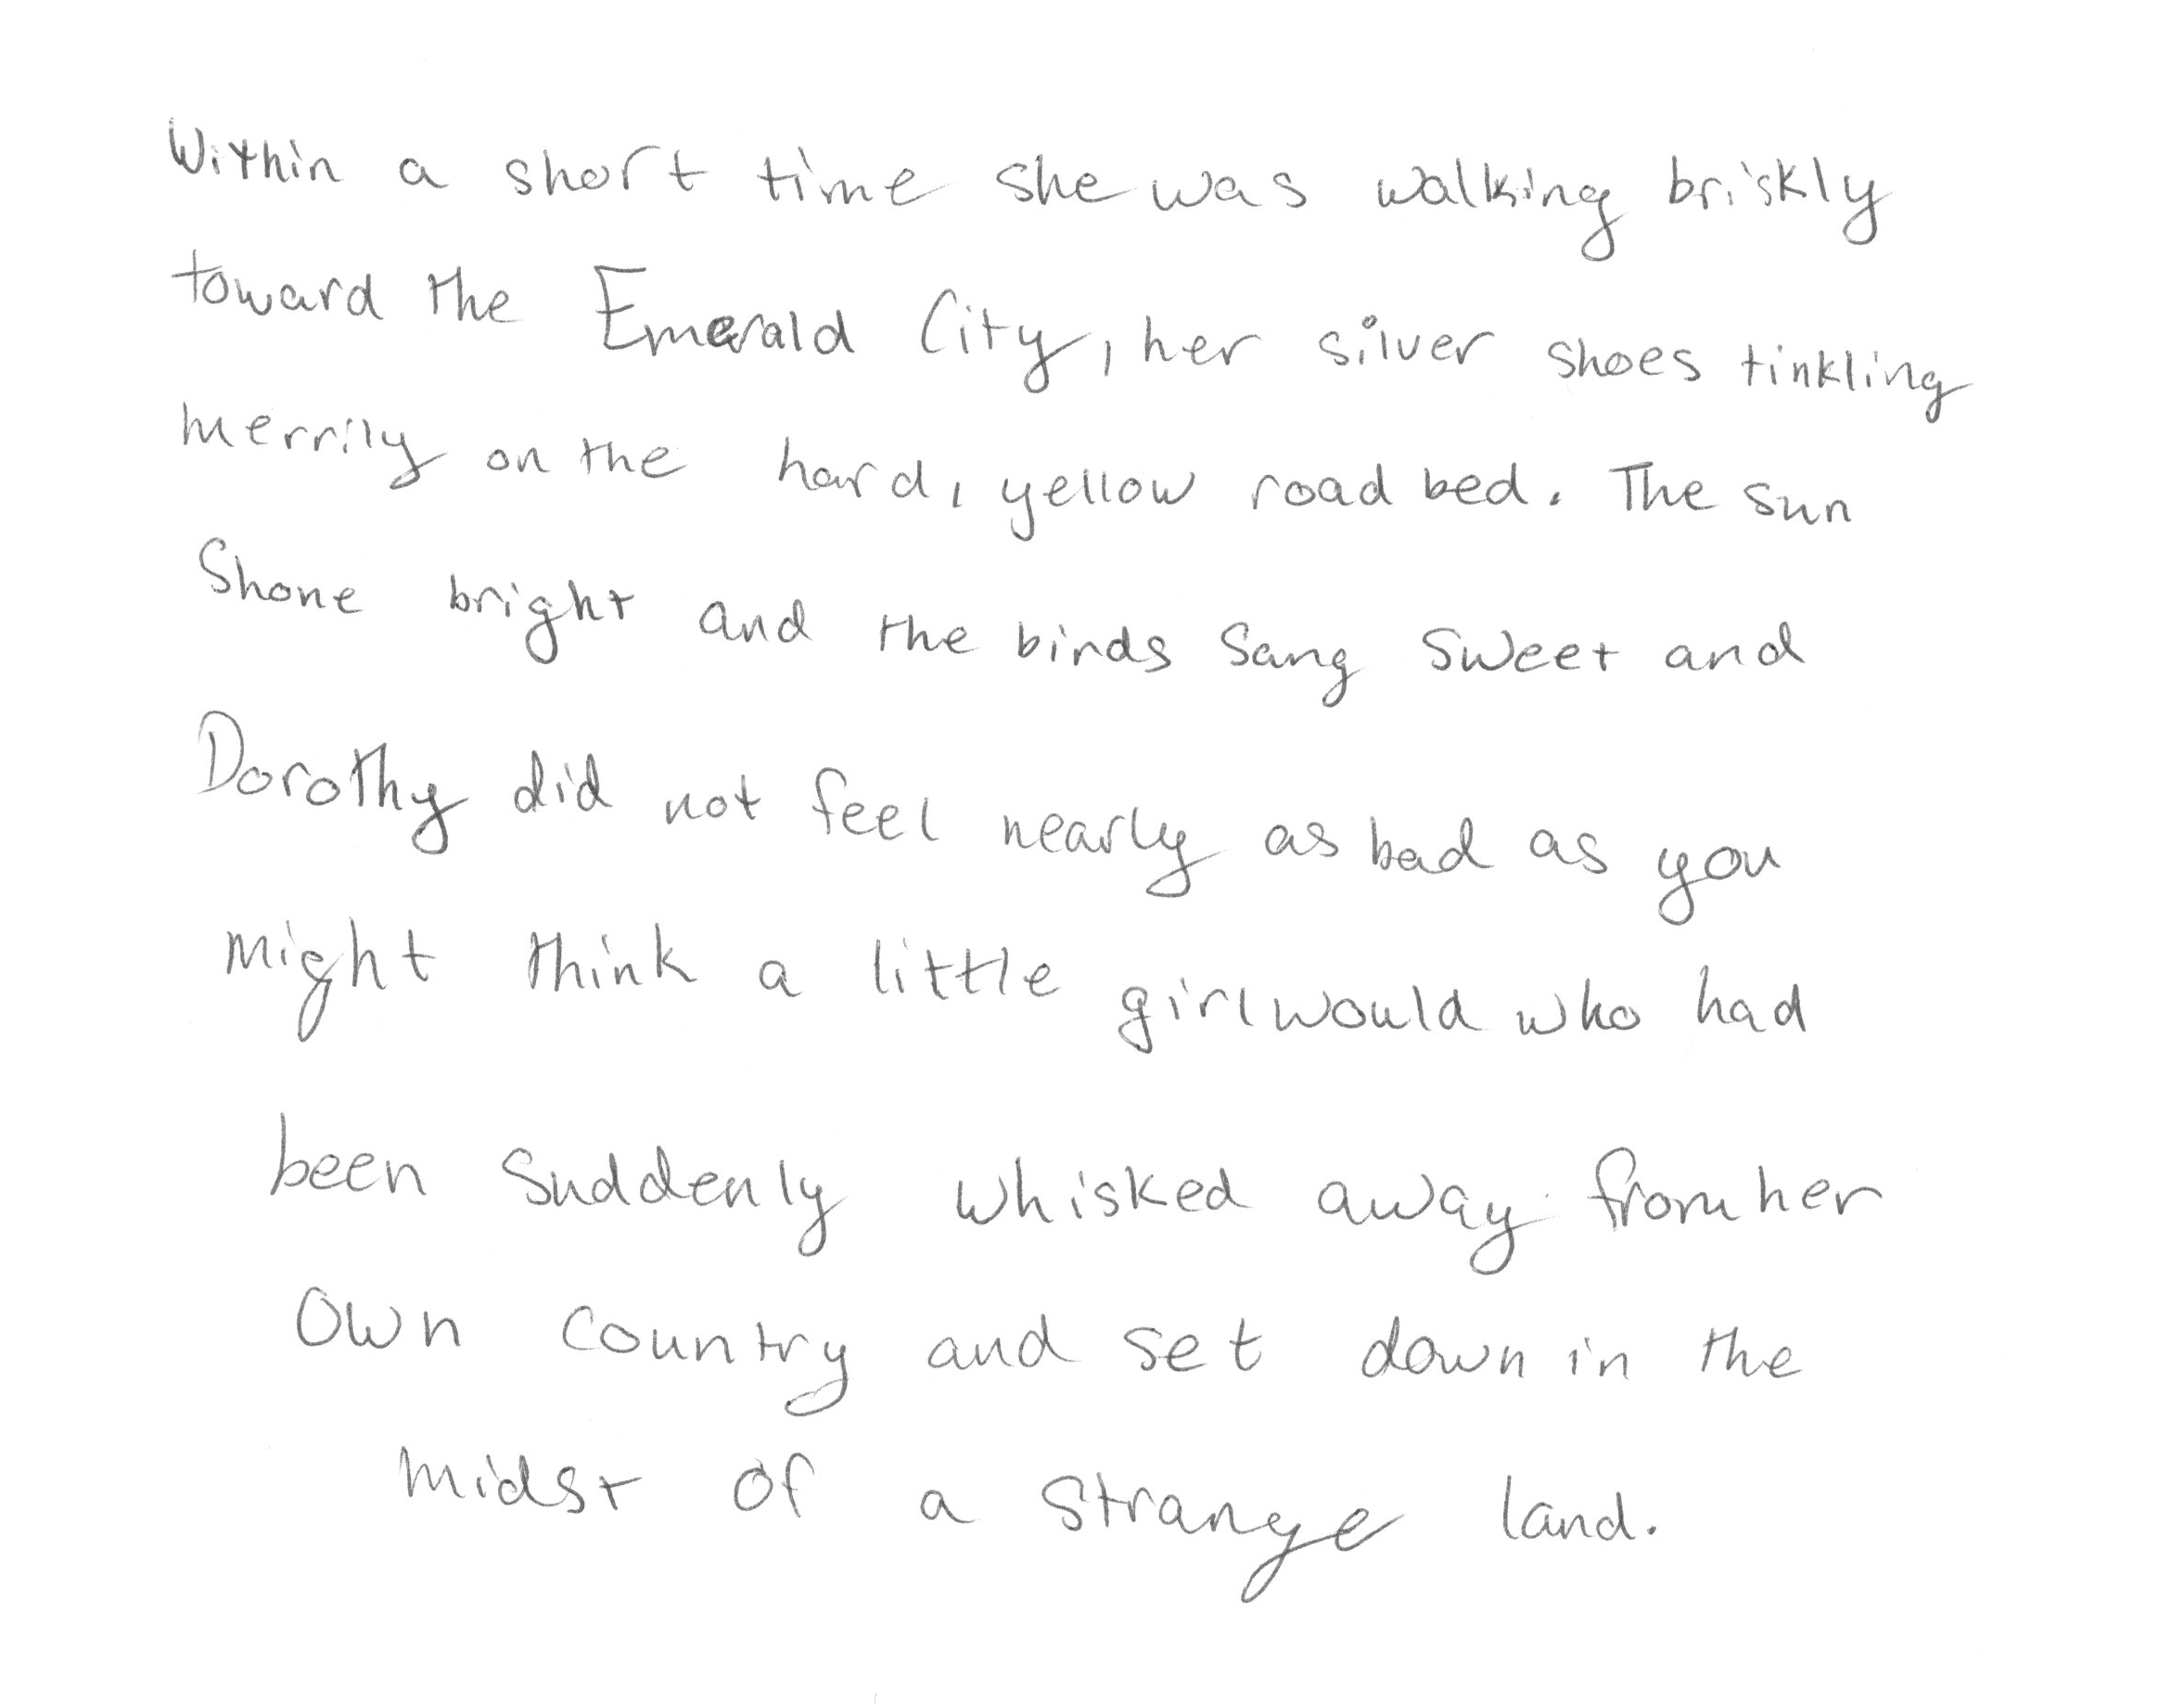 Within a short time she was walking briskly
toward the Emerald City, her silver shoes tinkling
merrily on the hard, yellow road bed. The sun
Shone bright and the birds Sang Sweet and
Dorothy did not feel nearly as bad as you
might think a little girl would who had
been suddenly whisked away from her
own country and set down in the
midst of a strange land.